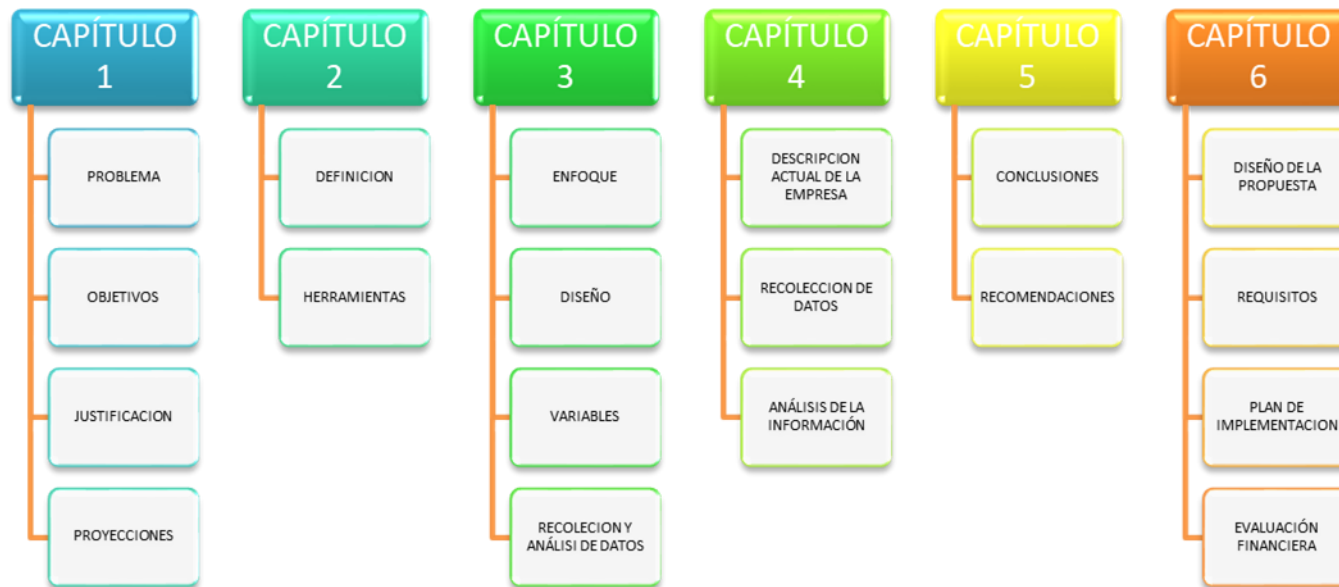 CAPÍTULO
1
PROBLEMA
OBJETIVOS
JUSTIFICACION
PROYECCIONES
CAPÍTULO
2
DEFINICION
HERRAMIENTAS
CAPÍTULO
3
ENFOQUE
DISEÑO
VARIABLES
RECOLECION Y
ANÁLISI DE DATOS
CAPÍTULO
4
DESCRIPCION
ACTUAL DE LA
EMPRESA
RECOLECCION DE
DATOS
ANÁLISIS DE LA
INFORMACIÓN
CAPÍTULO
5
CONCLUSIONES
RECOMENDACIONES
CAPÍTULO
6
DISEÑO DE LA
PROPUESTA
REQUISITOS
PLAN DE
IMPLEMENTACION
EVALUACIÓN
FINANCIERA